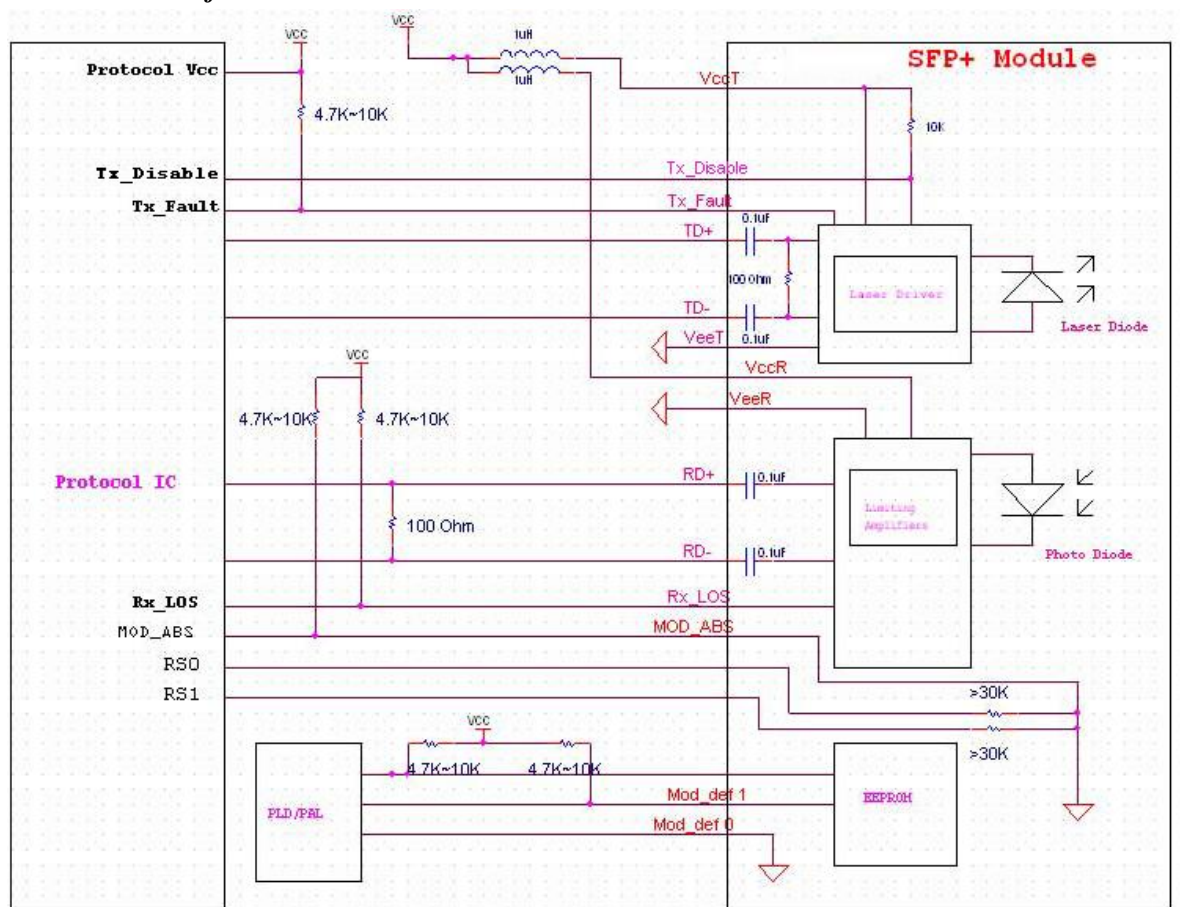 VCC
VCC
1uH
1uH
SFP+ Module
Protocol Vcc
VccT
4.7K~10K
10K
Tx_Disable
Tx_Disable
Tx_Fault
Tx_Fault
0.1uF
TD+
100 Ohm
Laser Driver
TD-
Laser Diode
VeeT
0.1uF
VCC
VccR
VeeR
4.7K~10K
4.7K~10K
Protocol IC
RD+
0.1uF
Limiting
Amplifiers
100 Ohm
RD-
0.1uF
Photo Diode
Rx_LOS
Rx_LOS
MOD_ABS
MOD_ABS
RS0
RS1
>30K
VCC
>30K
4.7K~10K
4.7K~10K
Mod_def 1
EEPROM
PLD/PAL
Mod_def 0